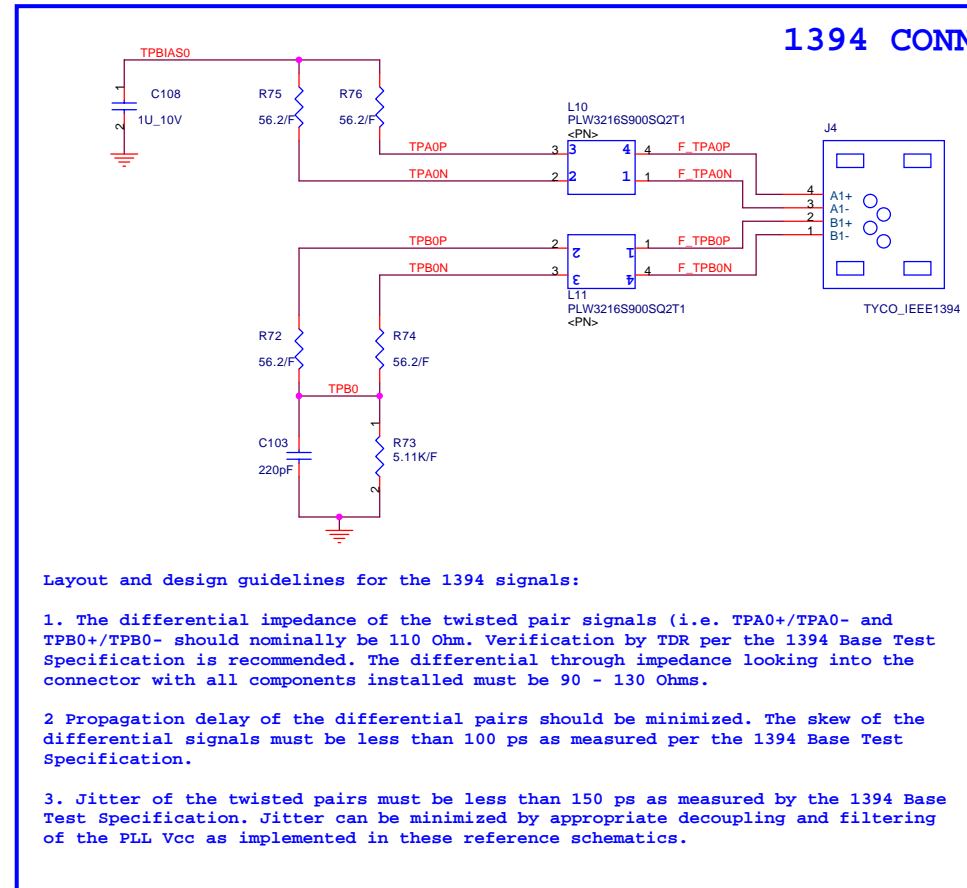 1394 CONN
TPBIAS0
1
C108
1U_10V
2
R75
56.2/F
R76
56.2/F
L10
PLW3216S900SQ2T1
<PN>
TPA0P
3
3
4
4
F_TPA0P
TPA0N
2
2
1
1
F_TPA0N
J4
4
A1+
3
A1-
2
B1+
1
B1-
TYCO_IEEE1394
TPB0P
2
2
1
1
F_TPB0P
TPB0N
3
3
4
4
F_TPB0N
L11
PLW3216S900SQ2T1
<PN>
R72
56.2/F
R74
56.2/F
TPB0
C103
220pF
1
R73
5.11K/F
2
Layout and design guidelines for the 1394 signals:
1. The differential impedance of the twisted pair signals (i.e. TPA0+/TPA0- and
TPB0+/TPB0- should nominally be 110 Ohm. Verification by TDR per the 1394 Base Test
Specification is recommended. The differential through impedance looking into the
connector with all components installed must be 90 - 130 Ohms.
2 Propagation delay of the differential pairs should be minimized. The skew of the
differential signals must be less than 100 ps as measured per the 1394 Base Test
Specification.
3. Jitter of the twisted pairs must be less than 150 ps as measured by the 1394 Base
Test Specification. Jitter can be minimized by appropriate decoupling and filtering
of the PLL Vcc as implemented in these reference schematics.